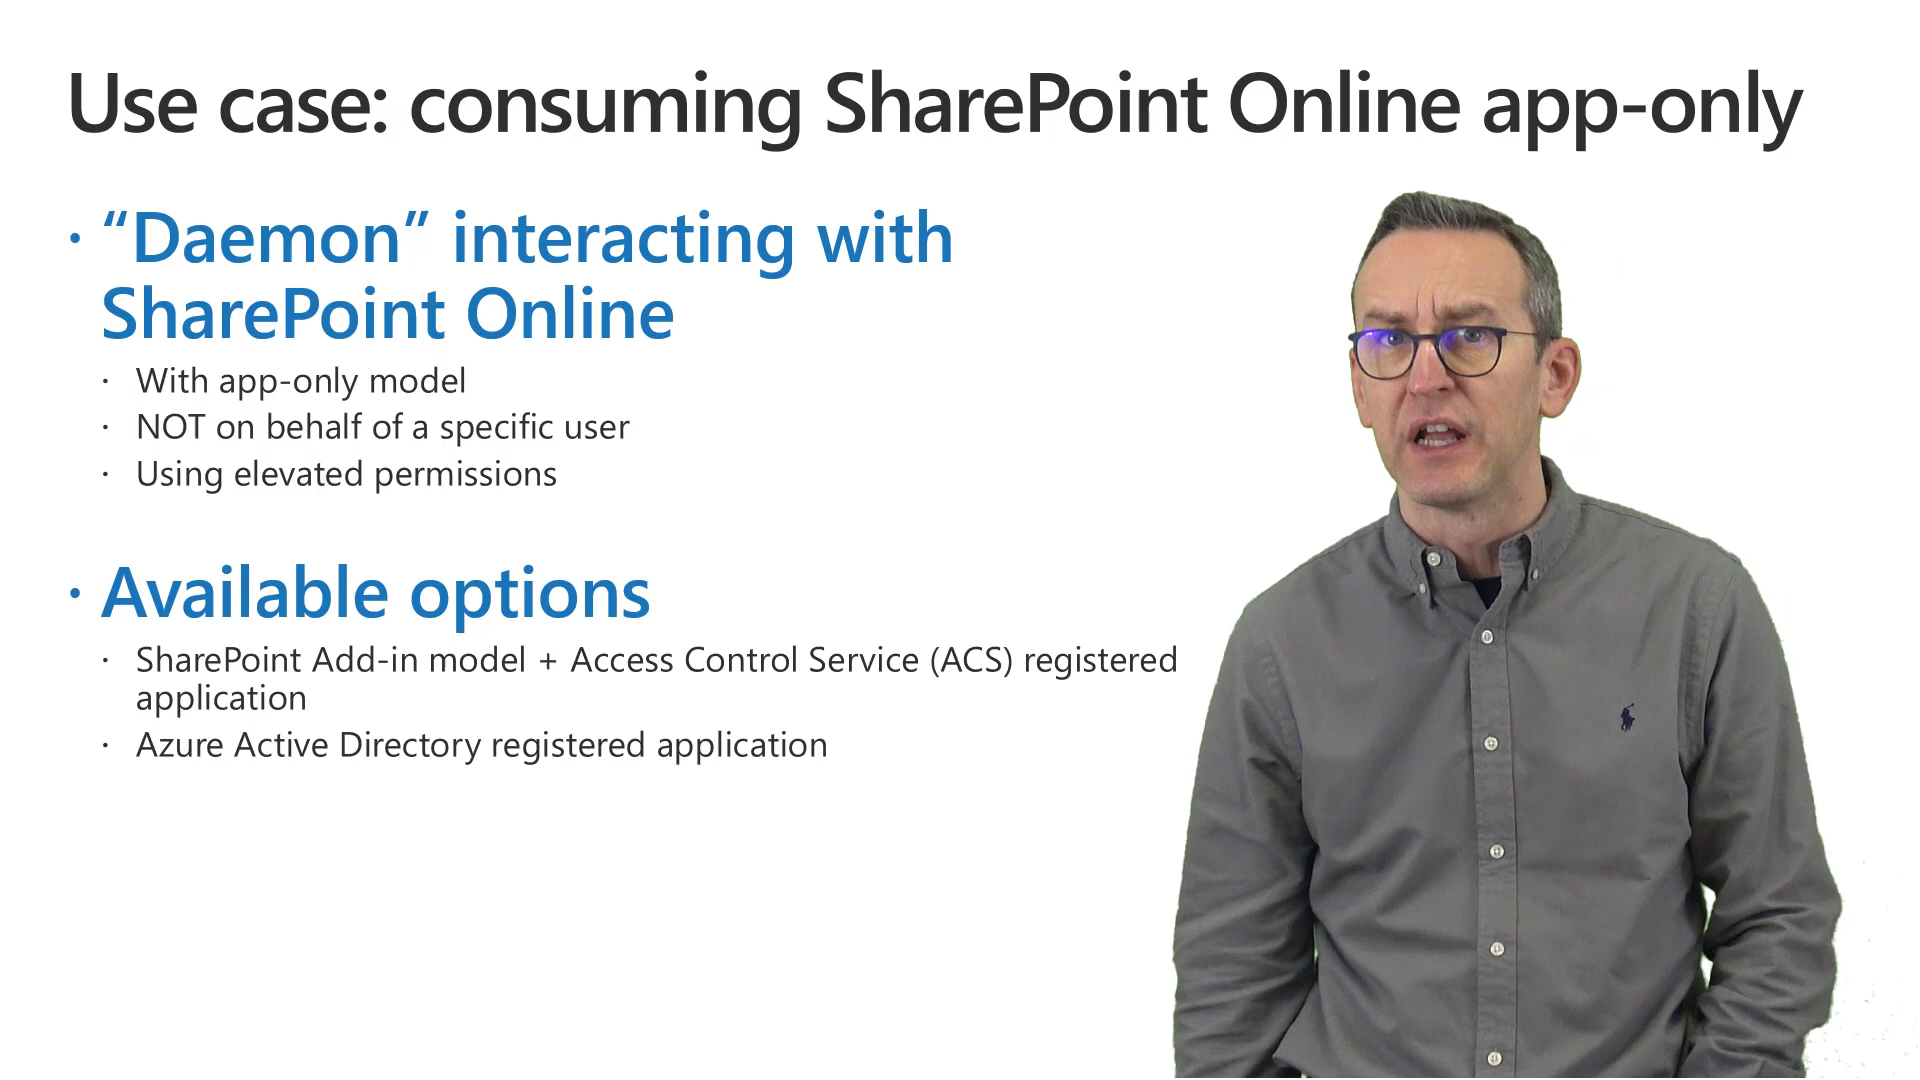 Use case: consuming SharePoint Online app-only
· “Daemon” interacting with
SharePoint Online
· With app-only model
· NOT on behalf of a specific user
· Using elevated permissions
· Available options
· SharePoint Add-in model + Access Control Service (ACS) registered
application
· Azure Active Directory registered application